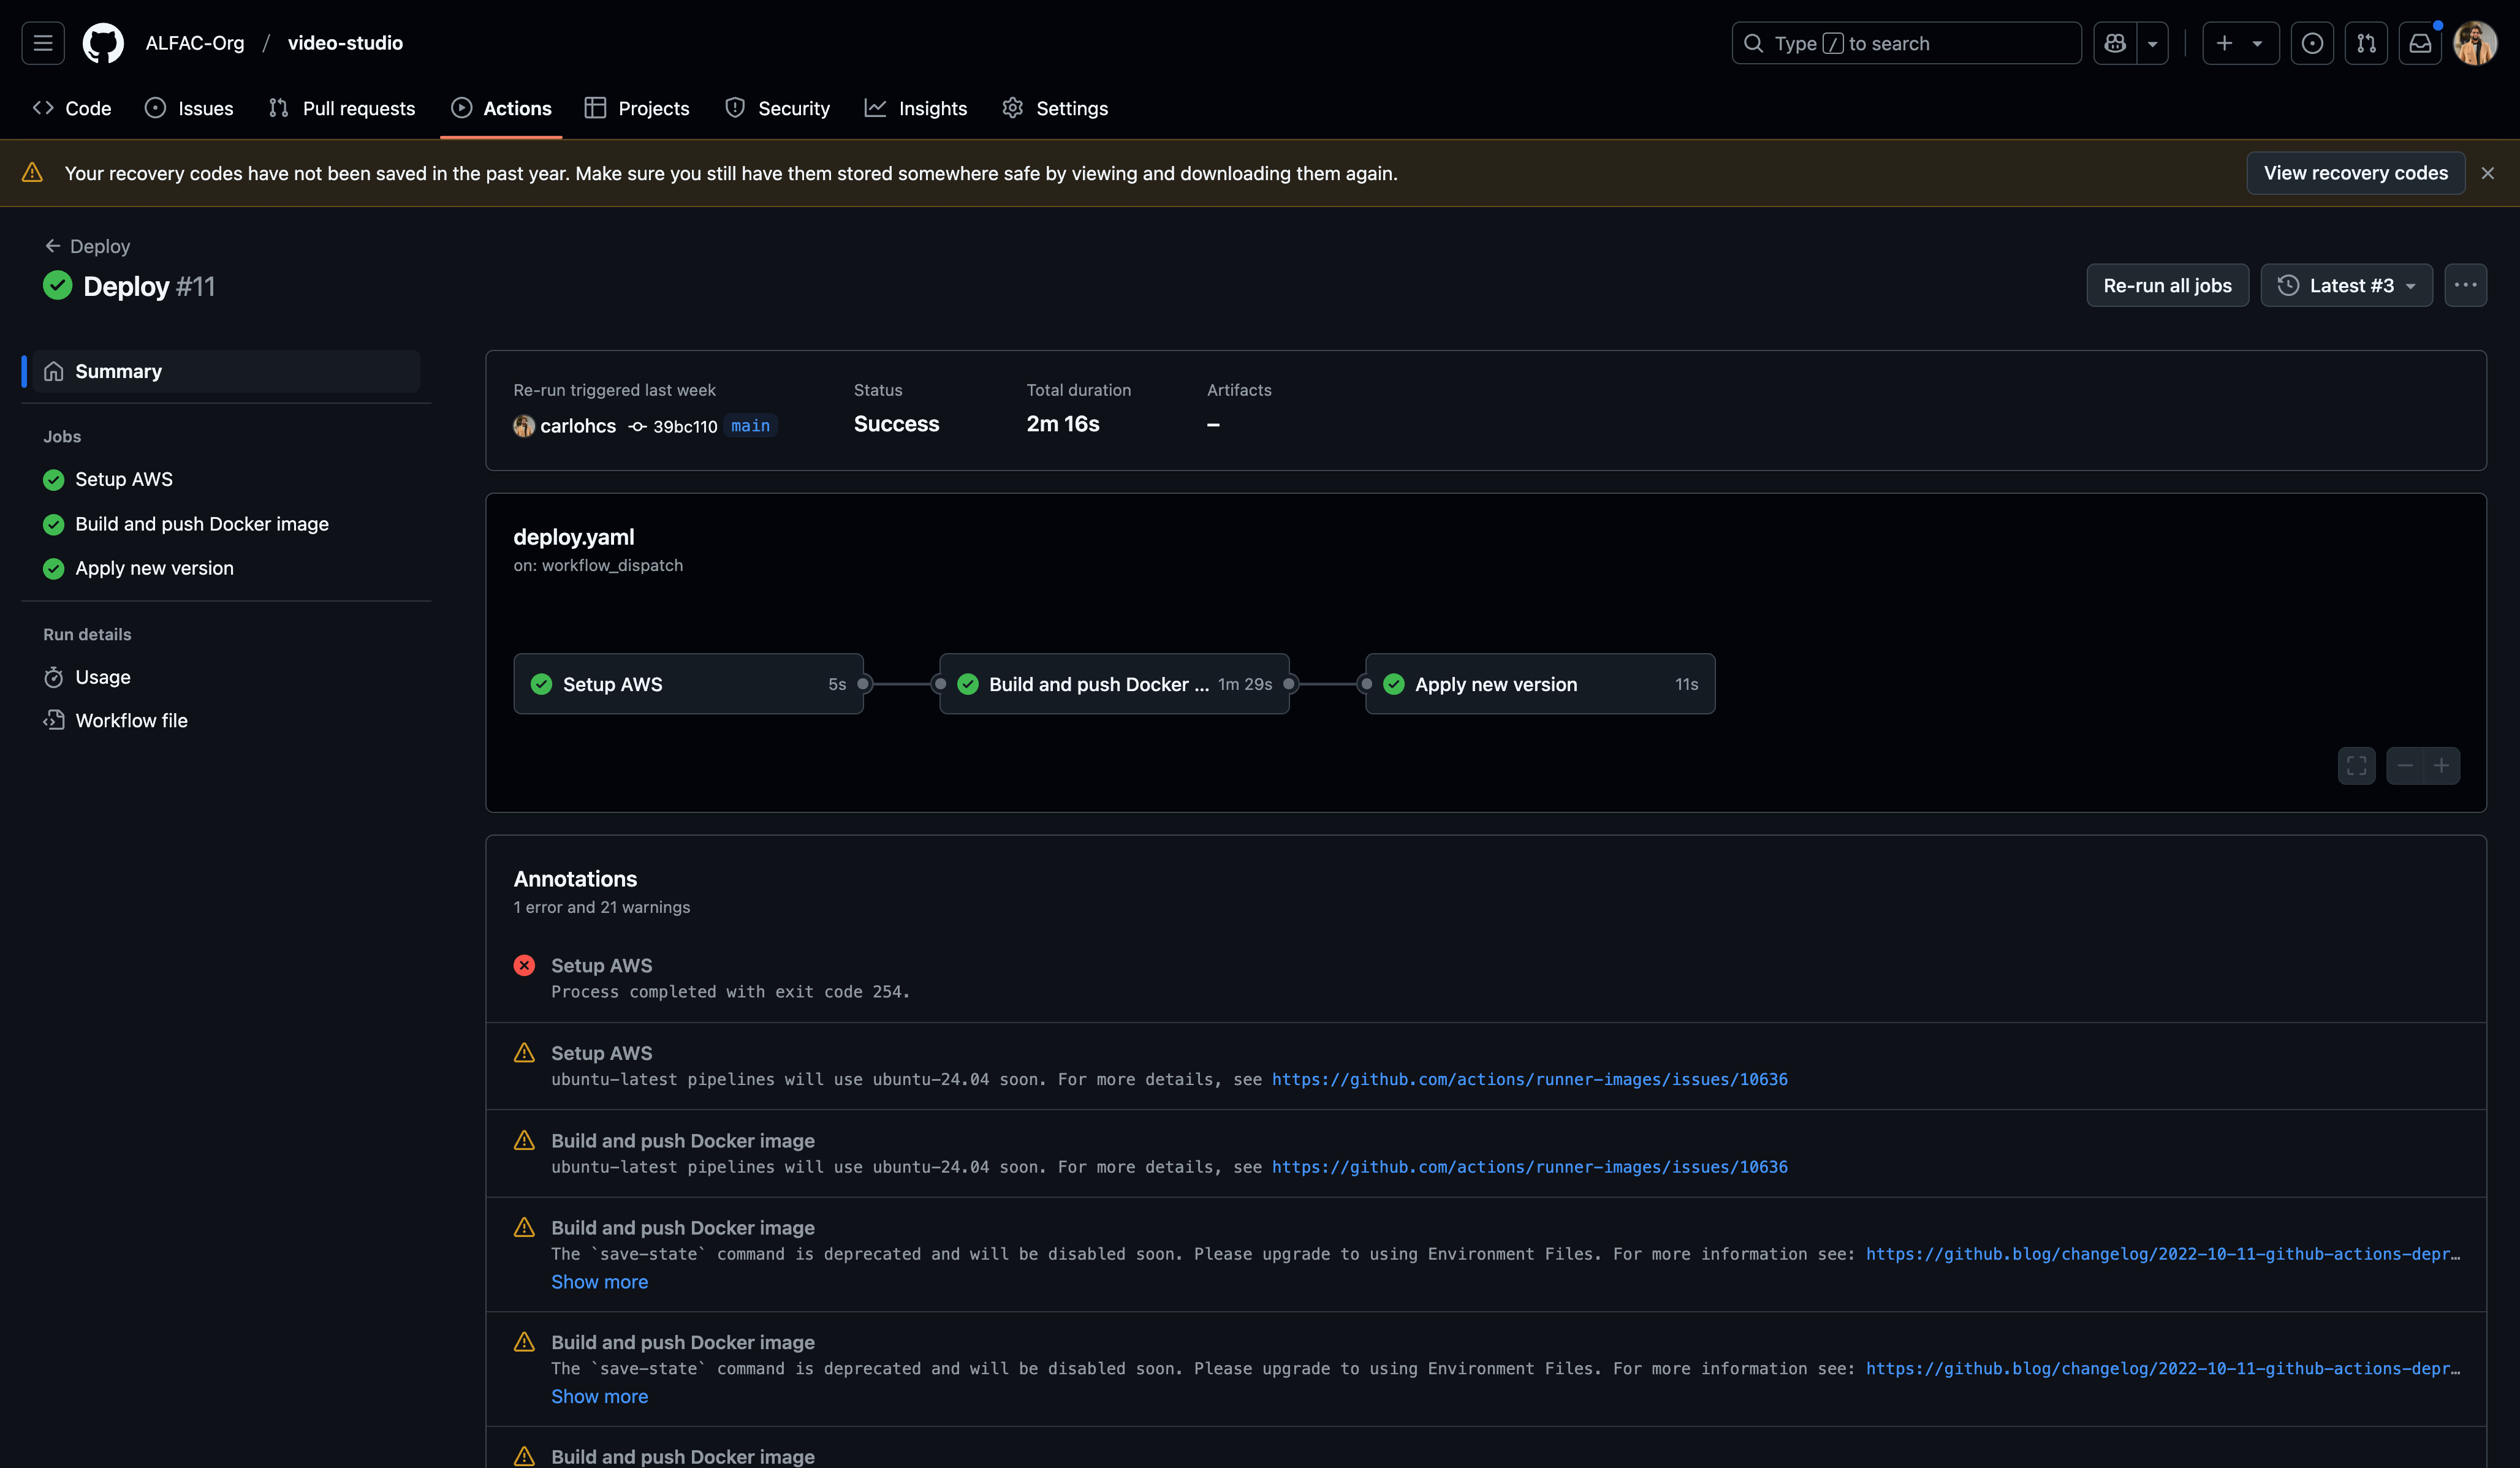 ALFAC-Org / video-studio
Type / to search
Code
Issues
Pull requests
Actions
Projects
Security
Insights
Settings
Your recovery codes have not been saved in the past year. Make sure you still have them stored somewhere safe by viewing and downloading them again.
View recovery codes
Deploy
Deploy #11
Re-run all jobs
Latest #3
Summary
Jobs
Setup AWS
Build and push Docker image
Apply new version
Run details
Usage
Workflow file
Re-run triggered last week
carlohcs 39bc110 main
Status
Success
Total duration
2m 16s
Artifacts
–
deploy.yaml
on: workflow_dispatch
Setup AWS 5s
Build and push Docker ... 1m 29s
Apply new version 11s
Annotations
1 error and 21 warnings
Setup AWS
Process completed with exit code 254.
Setup AWS
ubuntu-latest pipelines will use ubuntu-24.04 soon. For more details, see https://github.com/actions/runner-images/issues/10636
Build and push Docker image
ubuntu-latest pipelines will use ubuntu-24.04 soon. For more details, see https://github.com/actions/runner-images/issues/10636
Build and push Docker image
The `save-state` command is deprecated and will be disabled soon. Please upgrade to using Environment Files. For more information see: https://github.blog/changelog/2022-10-11-github-actions-depr…
Show more
Build and push Docker image
The `save-state` command is deprecated and will be disabled soon. Please upgrade to using Environment Files. For more information see: https://github.blog/changelog/2022-10-11-github-actions-depr…
Show more
Build and push Docker image